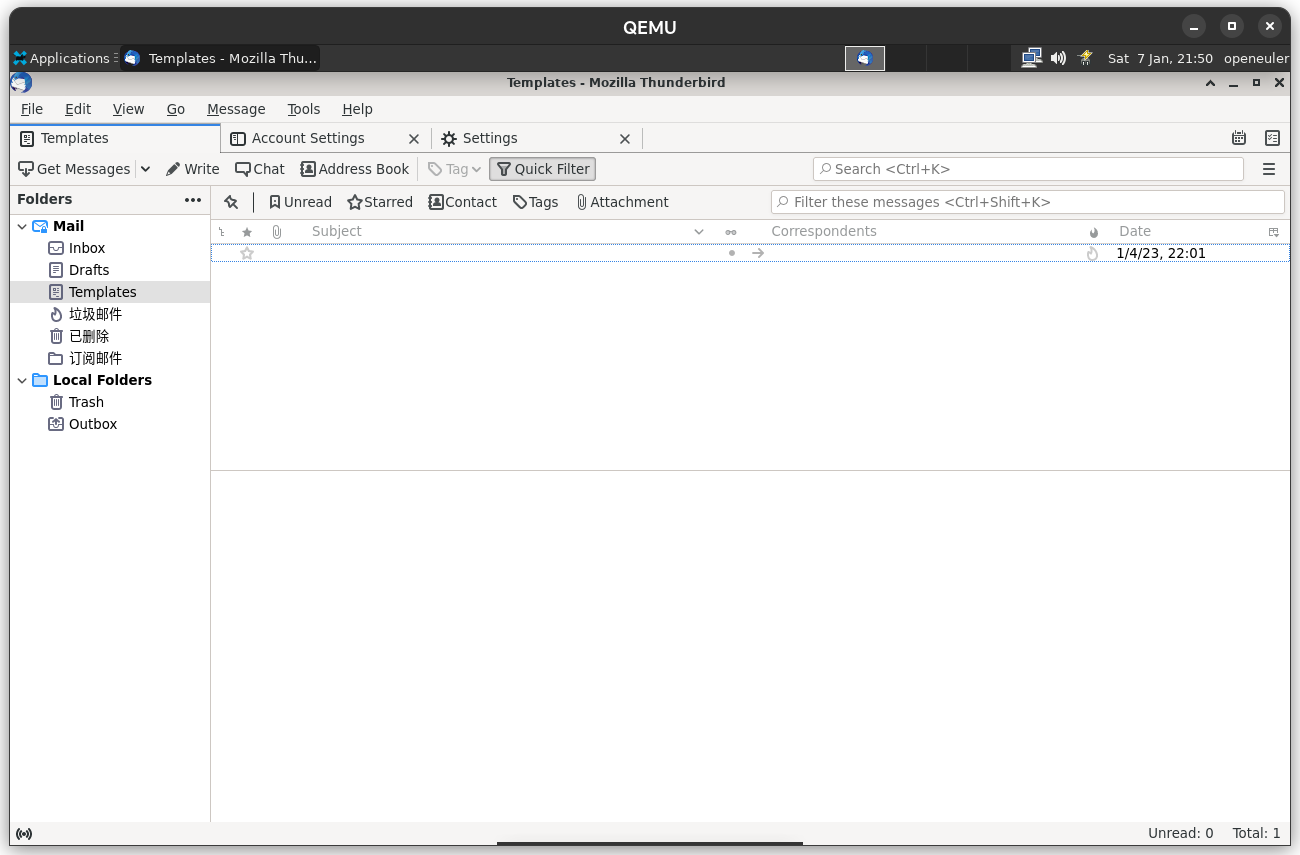 QEMU
Applications Templates - Mozilla Thu... Sat 7 Jan, 21:50 openeuler
Templates - Mozilla Thunderbird
File Edit View Go Message Tools Help
Templates Account Settings Settings
Get Messages Write Chat Address Book Tag Quick Filter Search <Ctrl+K>
Folders Unread Starred Contact Tags Attachment Filter these messages <Ctrl+Shift+K>
Subject Correspondents Date
1/4/23, 22:01
Mail
Inbox
Drafts
Templates
垃圾邮件
已删除
订阅邮件
Local Folders
Trash
Outbox
Unread: 0 Total: 1